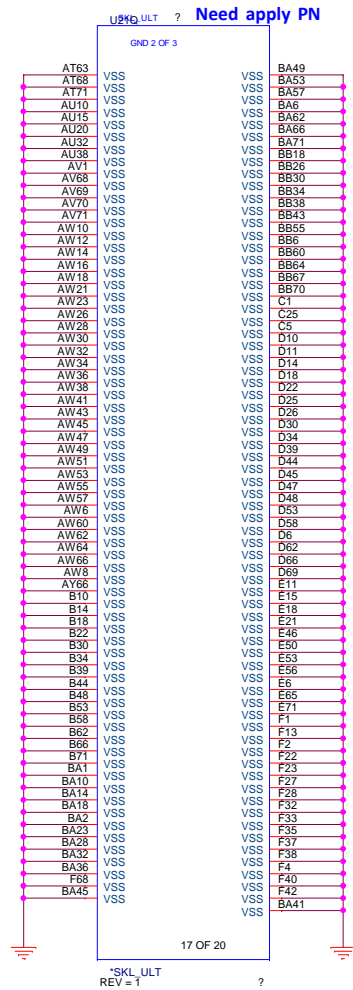 U21Q SKL_ULT ? Need apply PN
GND 2 OF 3
AT63 VSS VSS BA49
AT68 VSS VSS BA53
AT71 VSS VSS BA57
AU10 VSS VSS BA6
AU15 VSS VSS BA62
AU20 VSS VSS BA66
AU32 VSS VSS BA71
AU38 VSS VSS BB18
AV1 VSS VSS BB26
AV68 VSS VSS BB30
AV69 VSS VSS BB34
AV70 VSS VSS BB38
AV71 VSS VSS BB43
AW10 VSS VSS BB55
AW12 VSS VSS BB6
AW14 VSS VSS BB60
AW16 VSS VSS BB64
AW18 VSS VSS BB67
AW21 VSS VSS BB70
AW23 VSS VSS C1
AW26 VSS VSS C25
AW28 VSS VSS C5
AW30 VSS VSS D10
AW32 VSS VSS D11
AW34 VSS VSS D14
AW36 VSS VSS D18
AW38 VSS VSS D22
AW41 VSS VSS D25
AW43 VSS VSS D26
AW45 VSS VSS D30
AW47 VSS VSS D34
AW49 VSS VSS D39
AW51 VSS VSS D44
AW53 VSS VSS D45
AW55 VSS VSS D47
AW57 VSS VSS D48
AW6 VSS VSS D53
AW60 VSS VSS D58
AW62 VSS VSS D6
AW64 VSS VSS D62
AW66 VSS VSS D66
AW8 VSS VSS D69
AY66 VSS VSS E11
B10 VSS VSS E15
B14 VSS VSS E18
B18 VSS VSS E21
B22 VSS VSS E46
B30 VSS VSS E50
B34 VSS VSS E53
B39 VSS VSS E56
B44 VSS VSS E6
B48 VSS VSS E65
B53 VSS VSS E71
B58 VSS VSS F1
B62 VSS VSS F13
B66 VSS VSS F2
B71 VSS VSS F22
BA1 VSS VSS F23
BA10 VSS VSS F27
BA14 VSS VSS F28
BA18 VSS VSS F32
BA2 VSS VSS F33
BA23 VSS VSS F35
BA28 VSS VSS F37
BA32 VSS VSS F38
BA36 VSS VSS F4
F68 VSS VSS F40
BA45 VSS VSS F42
VSS BA41
17 OF 20
*SKL_ULT
REV = 1 ?